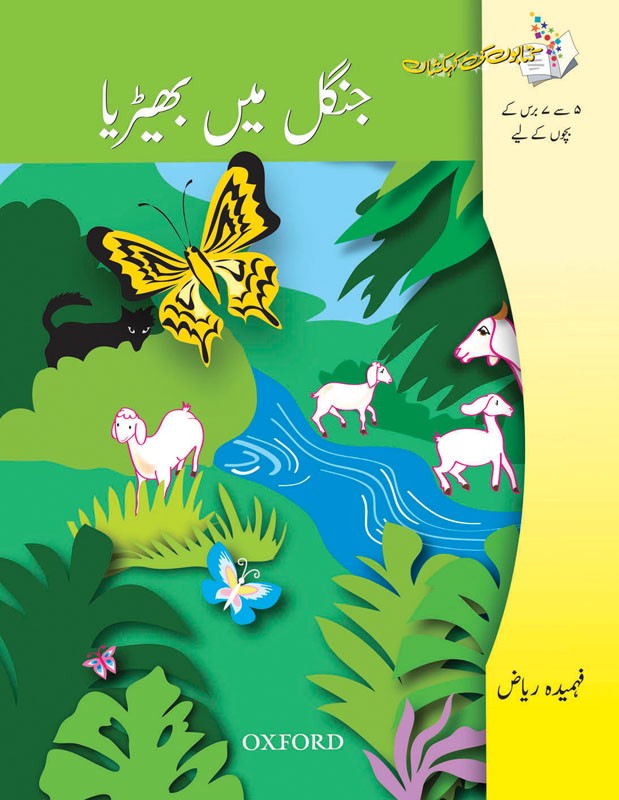 کتابوں کی کہکشاں
جنگل میں بھیڑیا
۵ سے ۷ برس کے
بچوں کے لیے
فہمیدہ ریاض
OXFORD